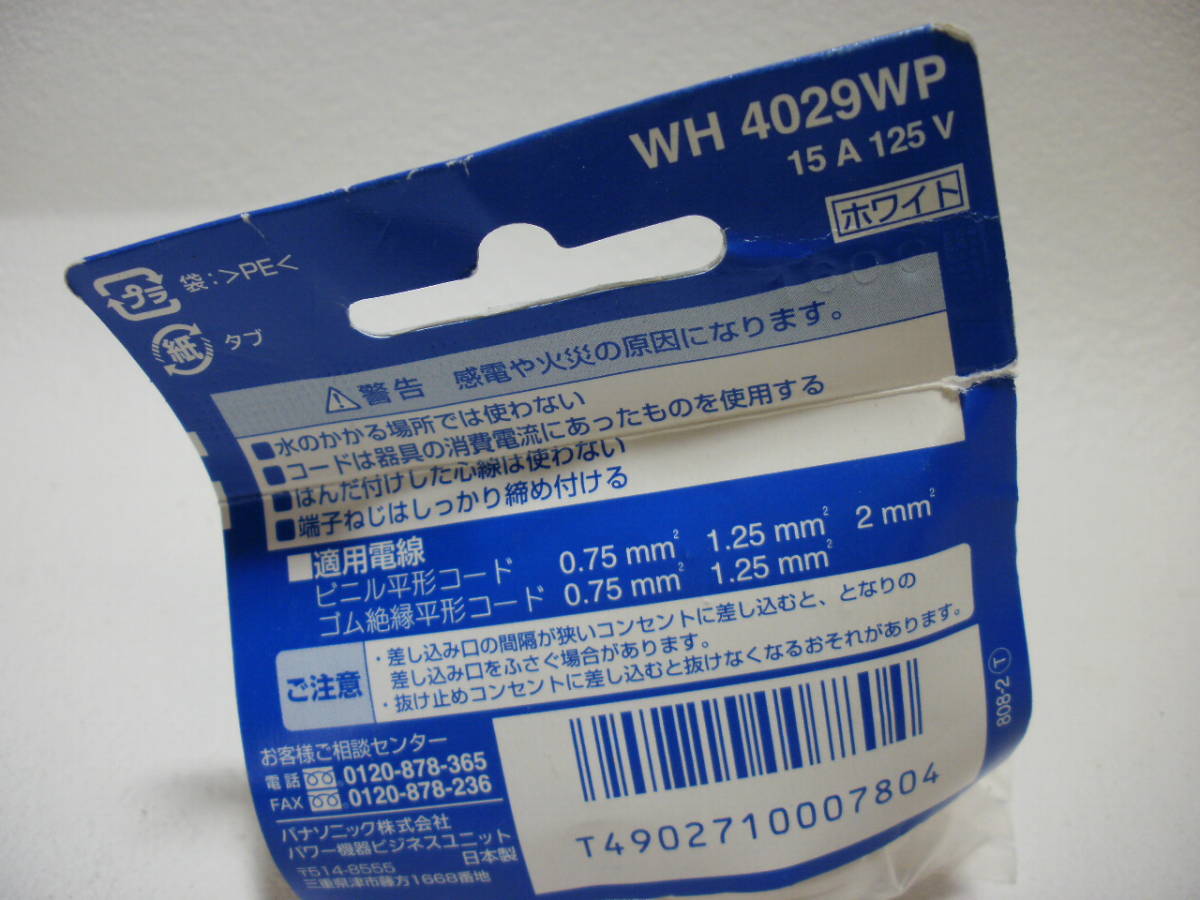 WH 4029WP
15 A 125 V
ホワイト
プラ 袋:>PE<
紙 タブ
警告 感電や火災の原因になります。
■水のかかる場所では使わない
■コードは器具の消費電流にあったものを使用する
■はんだ付けした心線は使わない
■端子ねじはしっかり締め付ける
■適用電線
ビニル平形コード 0.75 mm² 1.25 mm² 2 mm²
ゴム絶縁平形コード 0.75 mm² 1.25 mm²
ご注意
・差し込み口の間隔が狭いコンセントに差し込むと、となりの
差し込み口をふさぐ場合があります。
・抜け止めコンセントに差し込むと抜けなくなるおそれがあります。
808-2 T
お客様ご相談センター
電話 0120-878-365
FAX 0120-878-236
パナソニック株式会社
パワー機器ビジネスユニット
日本製
〒514-8555
三重県津市藤方1668番地
T4902710007804